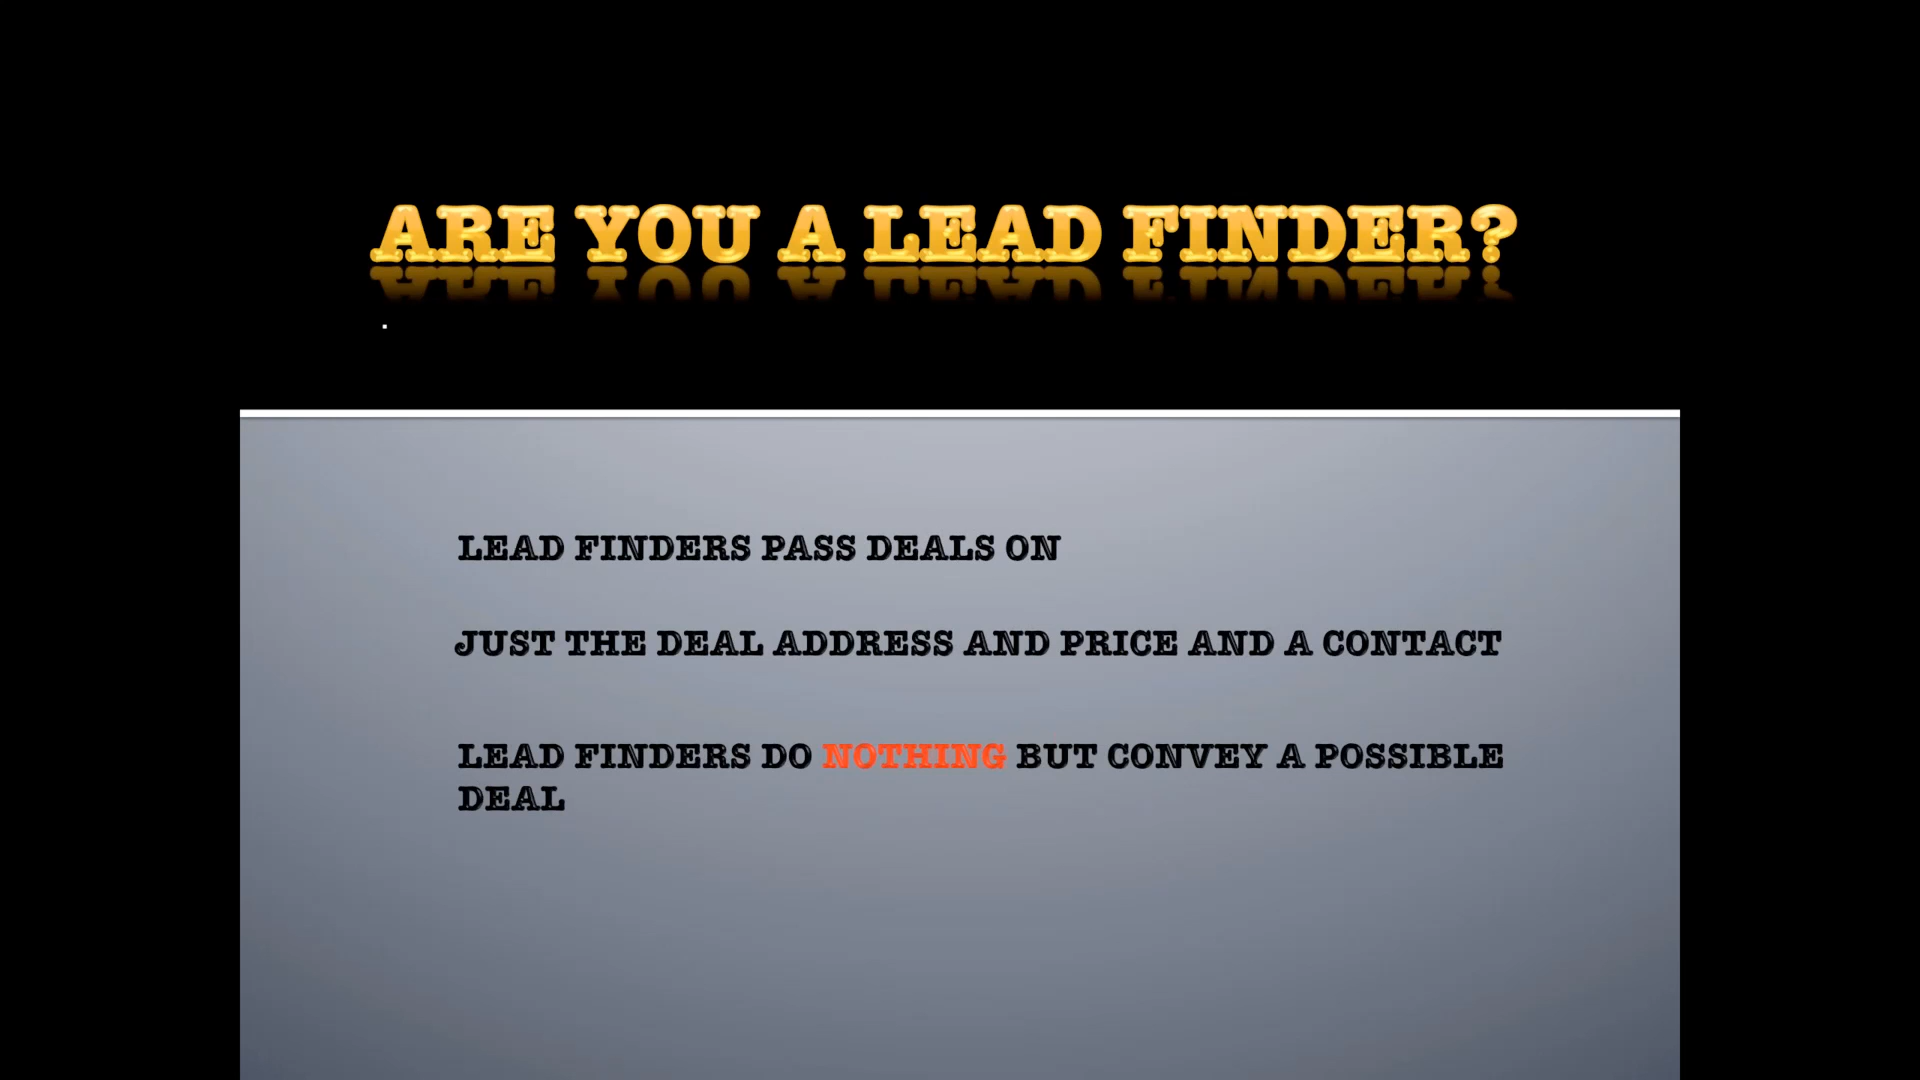 ARE YOU A LEAD FINDER?
.
LEAD FINDERS PASS DEALS ON
JUST THE DEAL ADDRESS AND PRICE AND A CONTACT
LEAD FINDERS DO NOTHING BUT CONVEY A POSSIBLE
DEAL